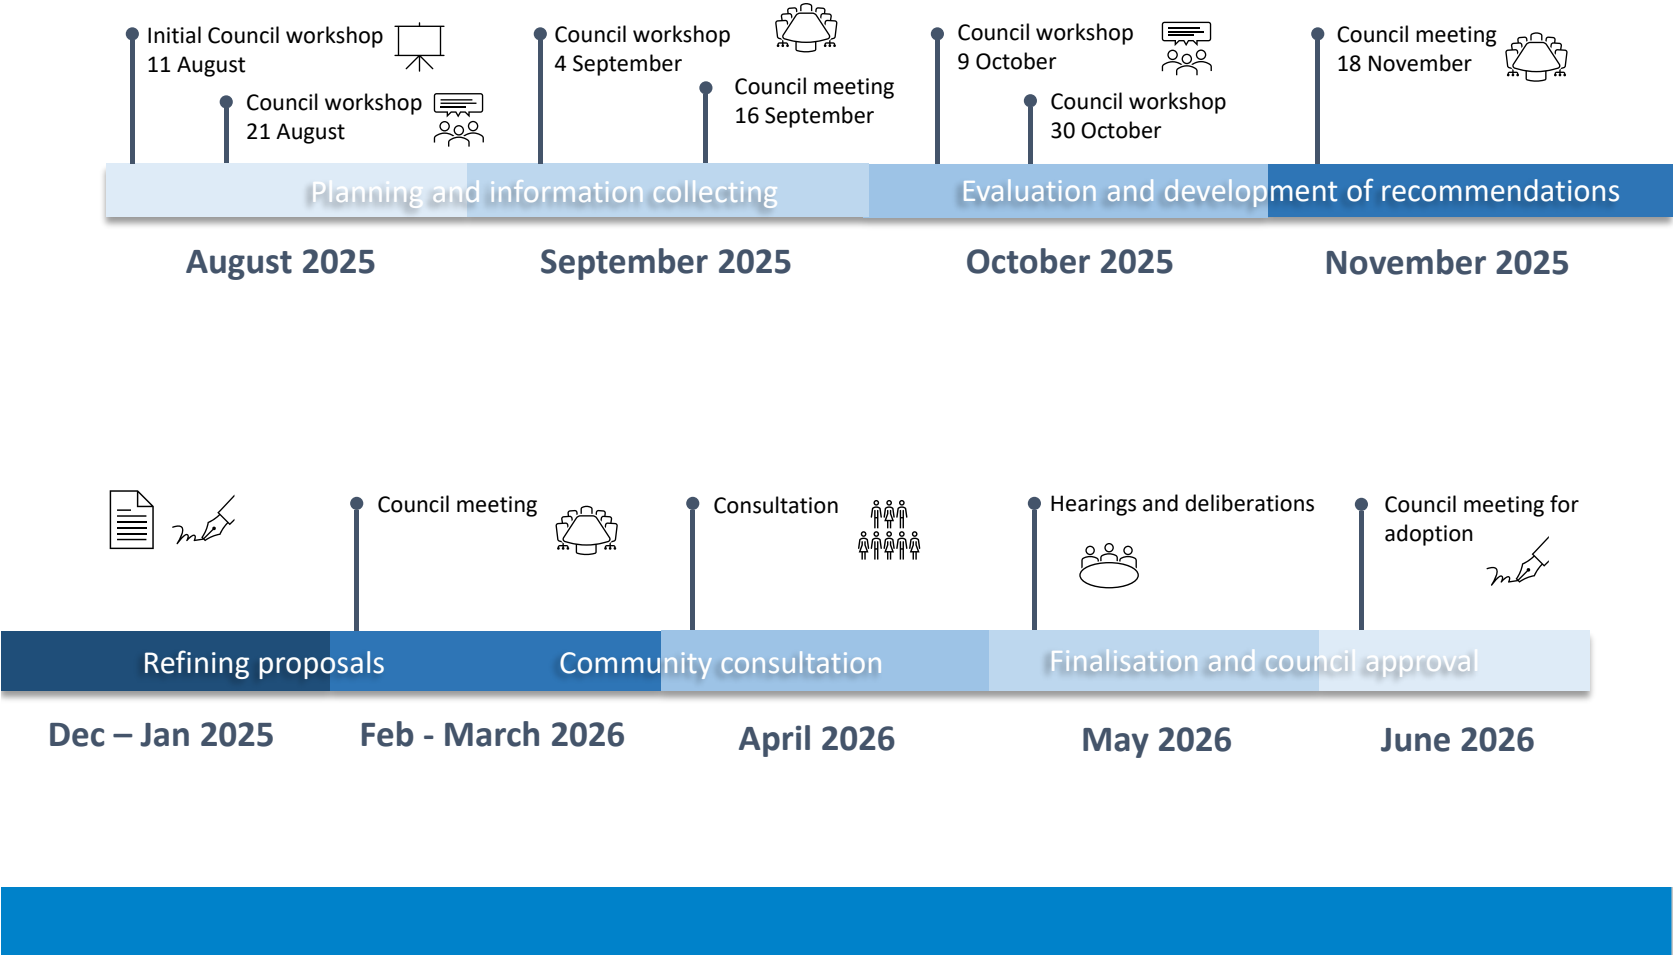 Initial Council workshop
11 August
Council workshop
21 August
Council workshop
4 September
Council meeting
16 September
Council workshop
9 October
Council workshop
30 October
Council meeting
18 November
Planning and information collecting
Evaluation and development of recommendations
August 2025
September 2025
October 2025
November 2025
Council meeting
Consultation
Hearings and deliberations
Council meeting for
adoption
Refining proposals
Community consultation
Finalisation and council approval
Dec – Jan 2025
Feb - March 2026
April 2026
May 2026
June 2026